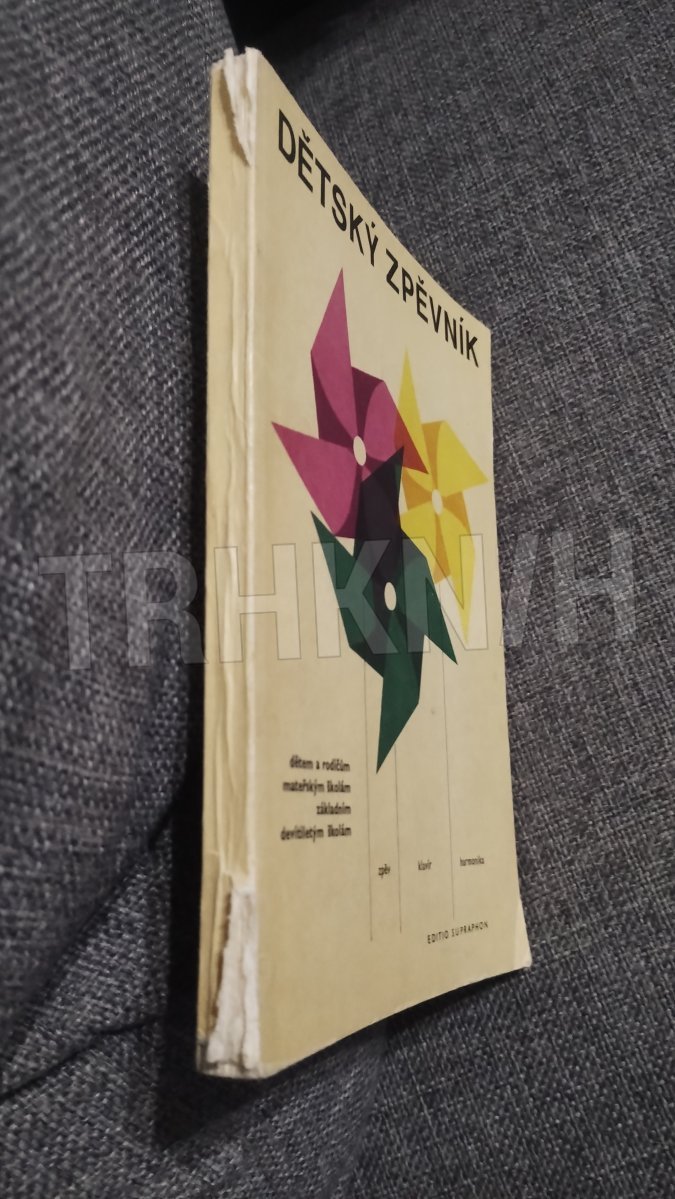 DĚTSKÝ ZPĚVNÍK
dětem a rodičům
mateřským školám
základním
devítiletým školám
zpěv
klavír
harmonika
EDITIO SUPRAPHON
TRHKNIH